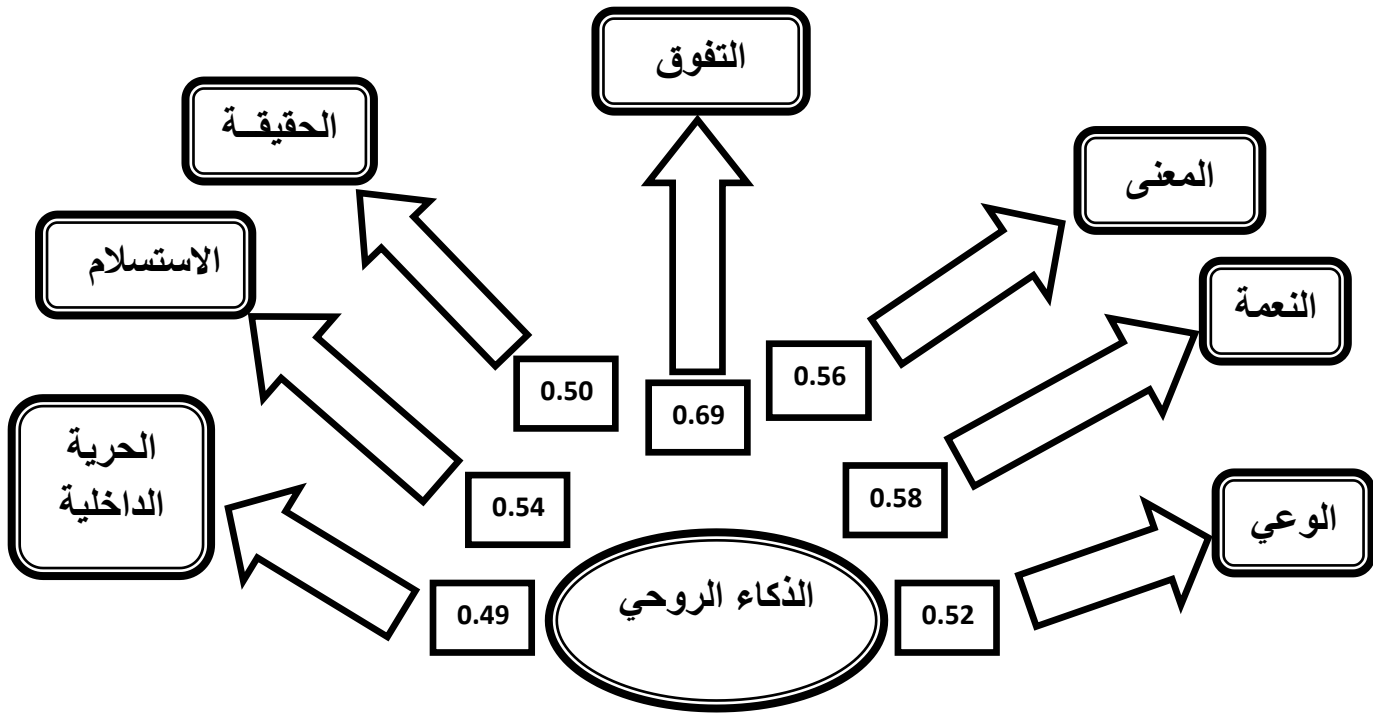 التفوق
الحقيقة
المعنى
الاستسلام
النعمة
0.56
0.50
0.69
الحرية
الداخلية
0.54
0.58
الوعي
الذكاء الروحي
0.49
0.52